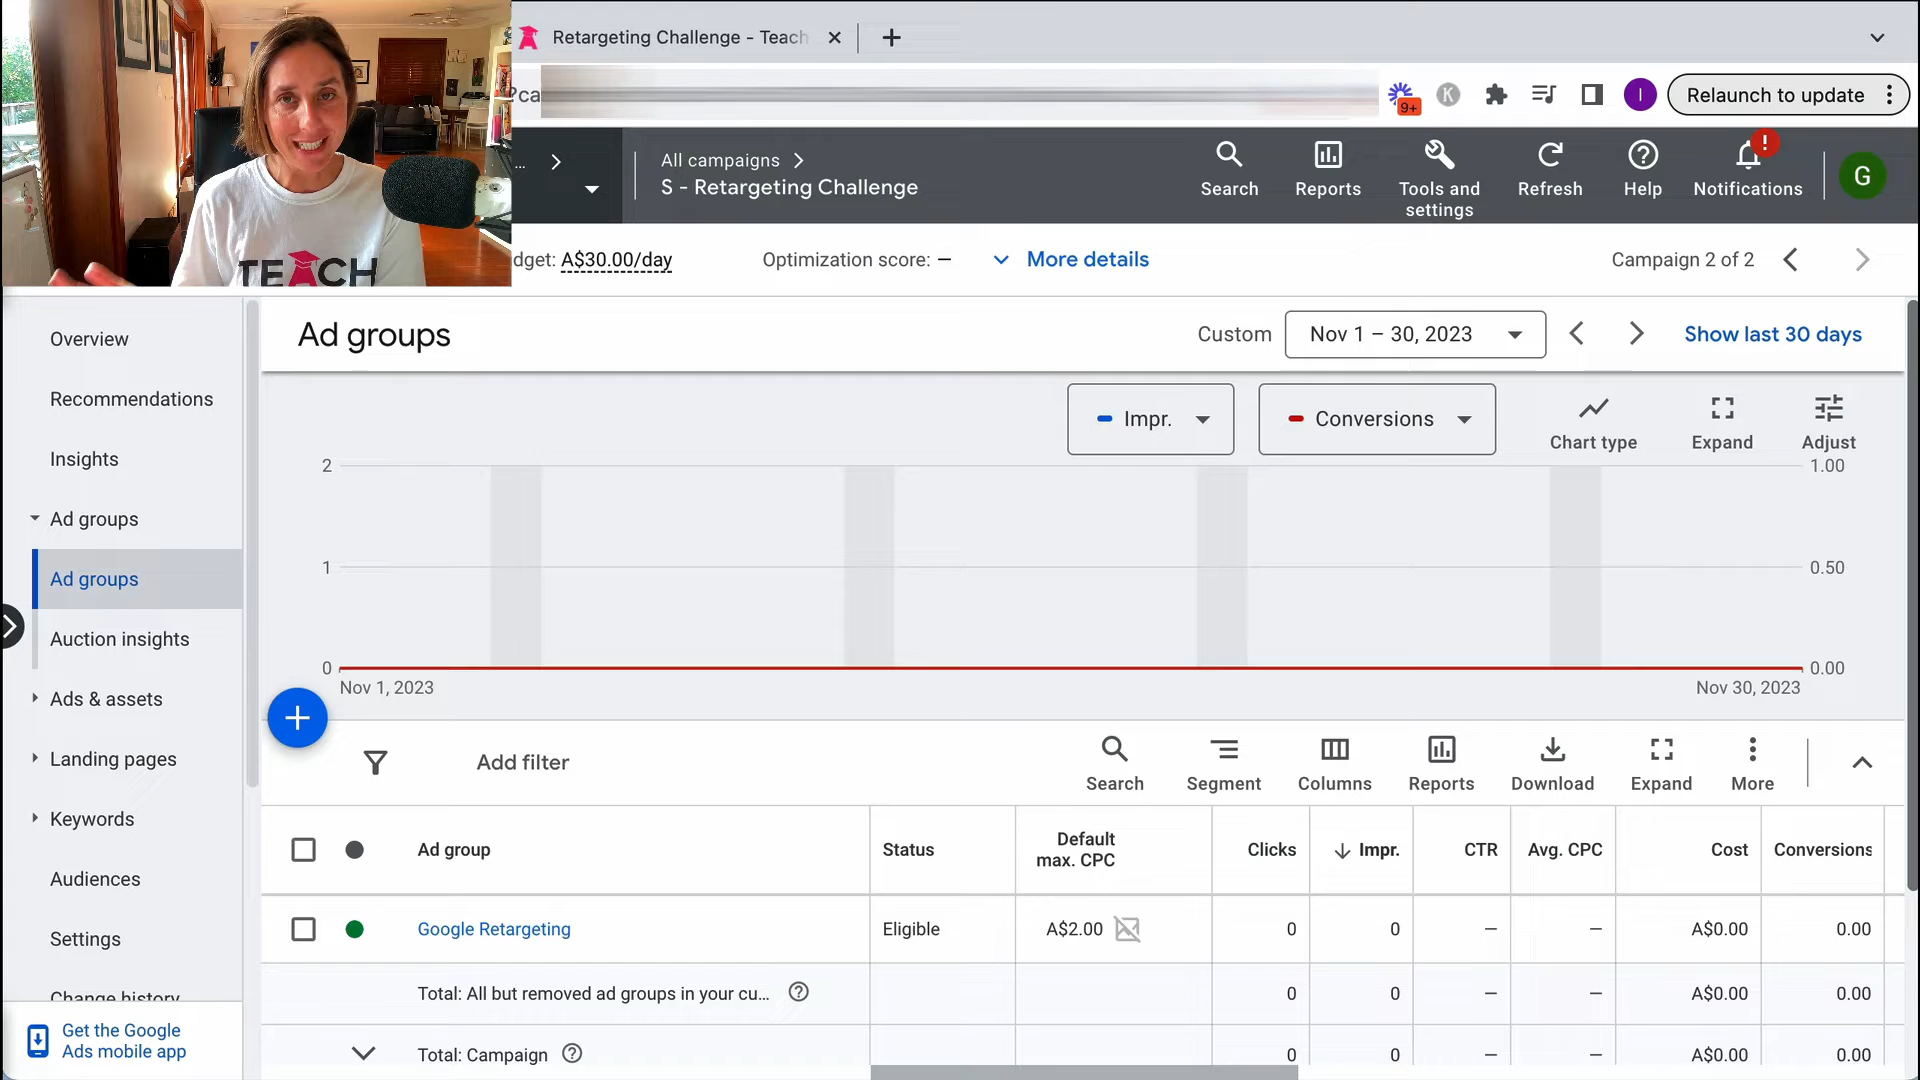 Retargeting Challenge - Teach
?ca
9+
K
I
Relaunch to update
...
All campaigns
S - Retargeting Challenge
Search
Reports
Tools and settings
Refresh
Help
!
Notifications
G
TEACH
dget: A$30.00/day
Optimization score: –
More details
Campaign 2 of 2
Overview
Recommendations
Insights
Ad groups
Ad groups
Auction insights
Ads & assets
Landing pages
Keywords
Audiences
Settings
Change history
Get the Google
Ads mobile app
Ad groups
Custom
Nov 1 – 30, 2023
Show last 30 days
Impr.
Conversions
Chart type
Expand
Adjust
2
1.00
1
0.50
0
0.00
Nov 1, 2023
Nov 30, 2023
Add filter
Search
Segment
Columns
Reports
Download
Expand
More
Ad group Status Default max. CPC Clicks Impr. CTR Avg. CPC Cost Conversions
Google Retargeting Eligible A$2.00 0 0 – – A$0.00 0.00
Total: All but removed ad groups in your cu... ? 0 0 – – A$0.00 0.00
Total: Campaign ? 0 0 – – A$0.00 0.00